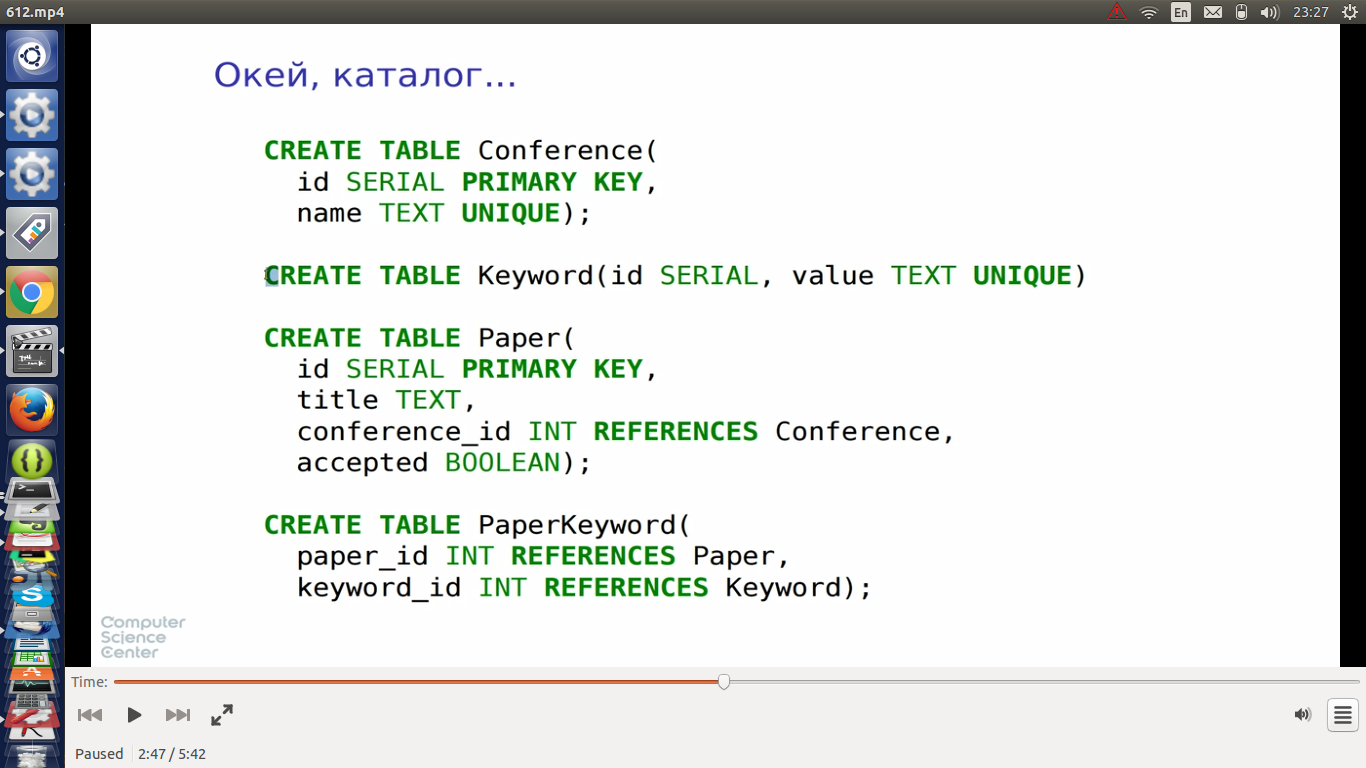 612.mp4
En
23:27
Окей, каталог...
CREATE TABLE Conference(
id SERIAL PRIMARY KEY,
name TEXT UNIQUE);
CREATE TABLE Keyword(id SERIAL, value TEXT UNIQUE)
CREATE TABLE Paper(
id SERIAL PRIMARY KEY,
title TEXT,
conference_id INT REFERENCES Conference,
accepted BOOLEAN);
CREATE TABLE PaperKeyword(
paper_id INT REFERENCES Paper,
keyword_id INT REFERENCES Keyword);
Computer
Science
Center
Time:
Paused 2:47 / 5:42